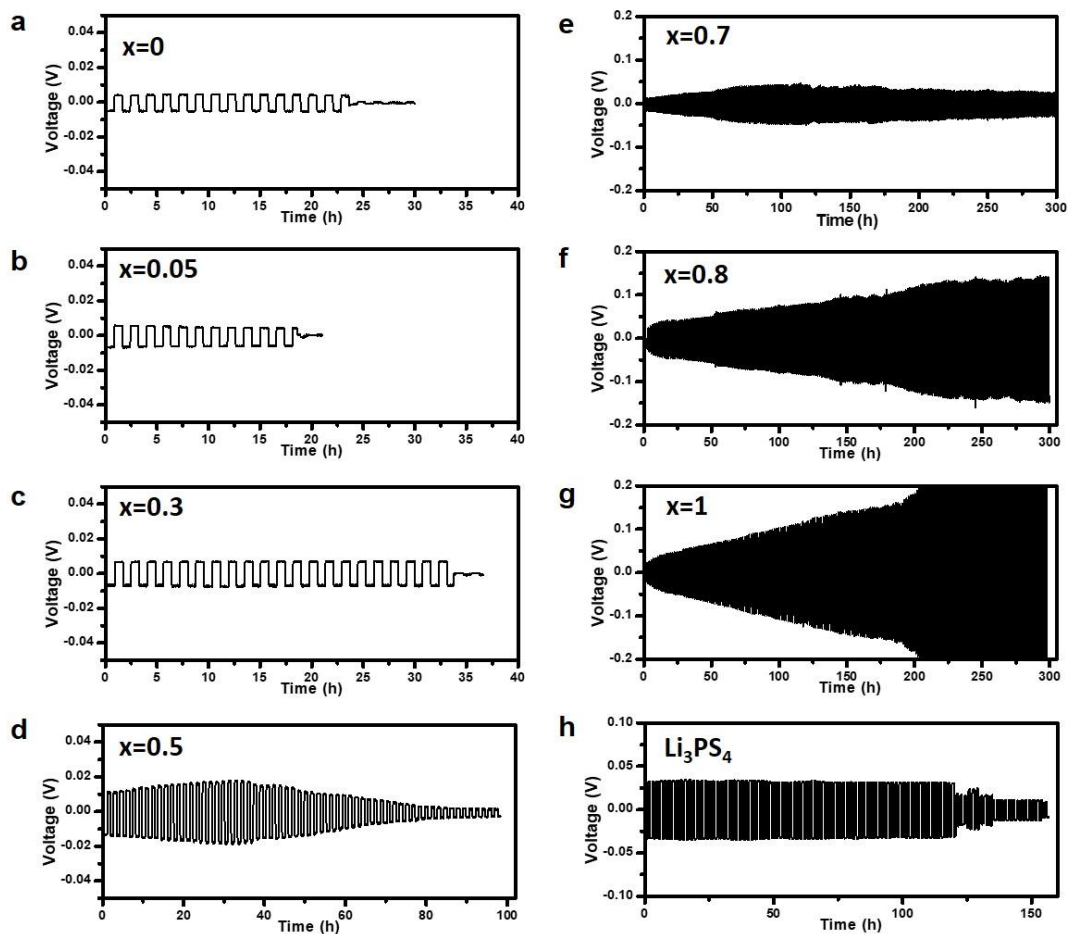 a
x=0
Voltage (V)
0.04
0.02
0.00
-0.02
-0.04
0 5 10 15 20 25 30 35 40
Time (h)
b
x=0.05
Voltage (V)
0.04
0.02
0.00
-0.02
-0.04
0 5 10 15 20 25 30 35 40
Time (h)
c
x=0.3
Voltage (V)
0.04
0.02
0.00
-0.02
-0.04
0 5 10 15 20 25 30 35 40
Time (h)
d
x=0.5
Voltage (V)
0.04
0.02
0.00
-0.02
-0.04
0 20 40 60 80 100
Time (h)
e
x=0.7
Voltage (V)
0.2
0.1
0.0
-0.1
-0.2
0 50 100 150 200 250 300
Time (h)
f
x=0.8
Voltage (V)
0.2
0.1
0.0
-0.1
-0.2
0 50 100 150 200 250 300
Time (h)
g
x=1
Voltage (V)
0.2
0.1
0.0
-0.1
-0.2
0 50 100 150 200 250 300
Time (h)
h
Li₃PS₄
Voltage (V)
0.10
0.05
0.00
-0.05
-0.10
0 50 100 150
Time (h)